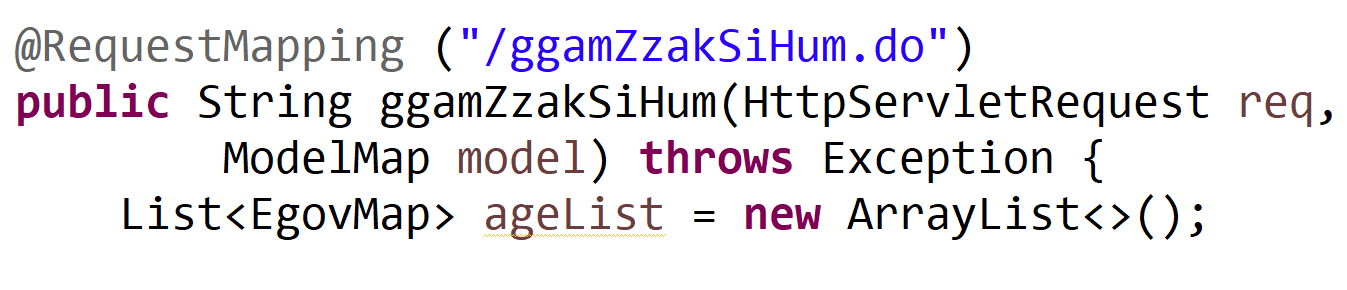 @RequestMapping ("/ggamZzakSiHum.do")
public String ggamZzakSiHum(HttpServletRequest req,
ModelMap model) throws Exception {
List<EgovMap> ageList = new ArrayList<>();